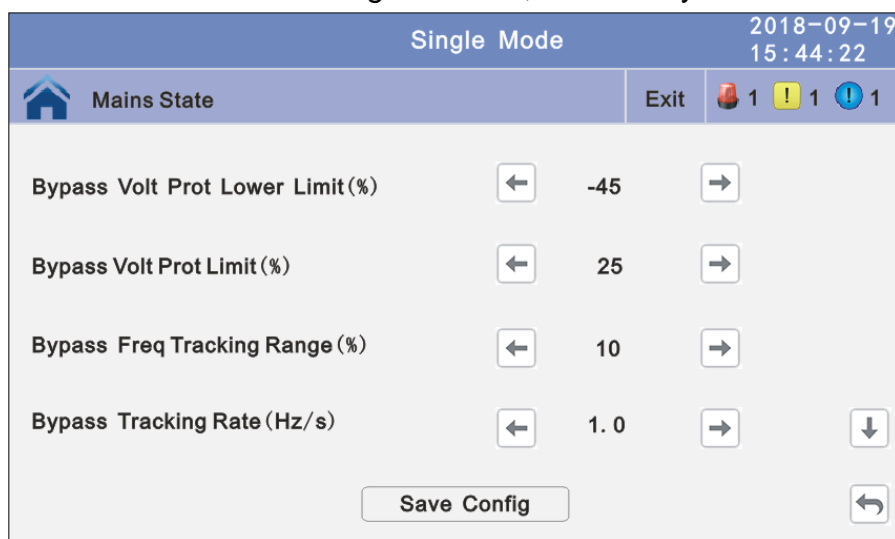 Single Mode
2018-09-19
15:44:22
Mains State
Exit
1
1
1
Bypass Volt Prot Lower Limit(%)
-45
Bypass Volt Prot Limit(%)
25
Bypass Freq Tracking Range(%)
10
Bypass Tracking Rate(Hz/s)
1.0
Save Config